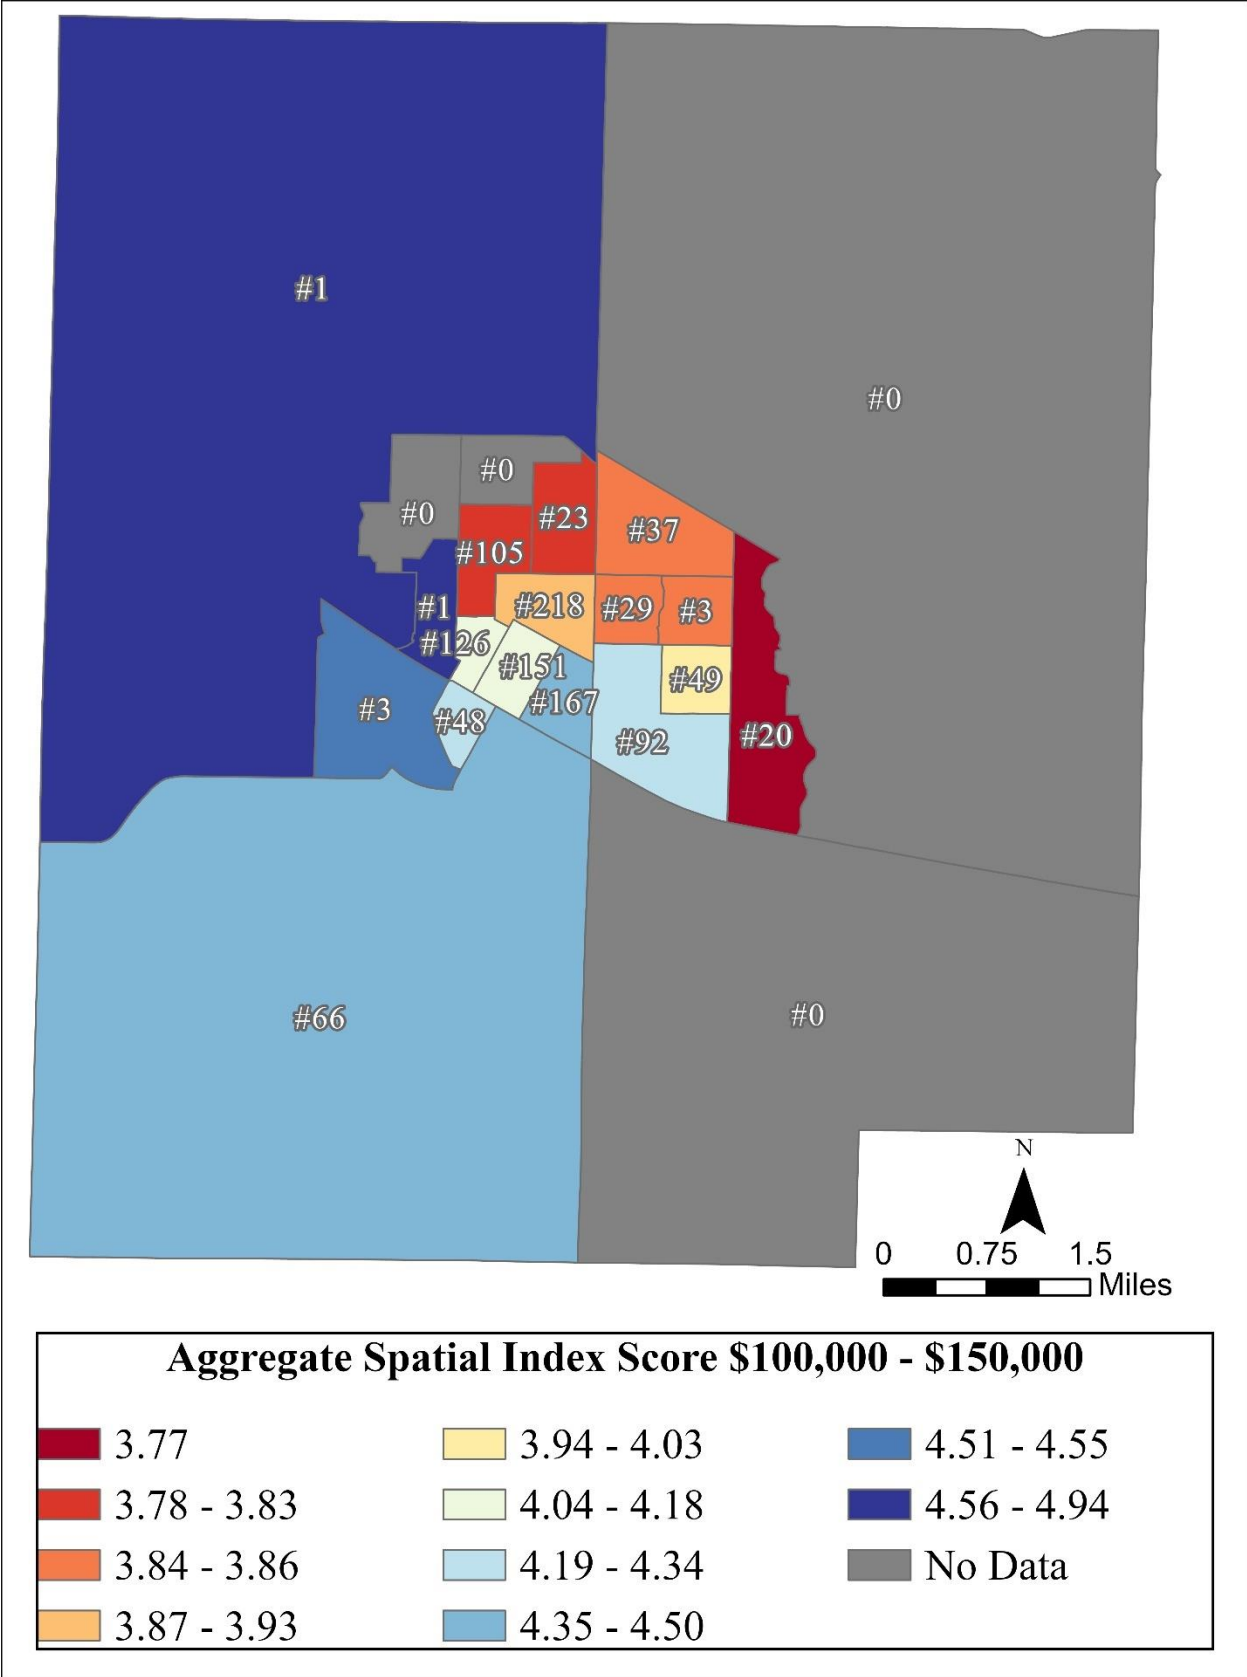 #1
#0
#0
#0
#23
#37
#105
#218
#29
#3
#1
#126
#151
#49
#167
#3
#48
#92
#20
#66
#0
N
0 0.75 1.5
Miles
Aggregate Spatial Index Score $100,000 - $150,000
3.77
3.78 - 3.83
3.84 - 3.86
3.87 - 3.93
3.94 - 4.03
4.04 - 4.18
4.19 - 4.34
4.35 - 4.50
4.51 - 4.55
4.56 - 4.94
No Data